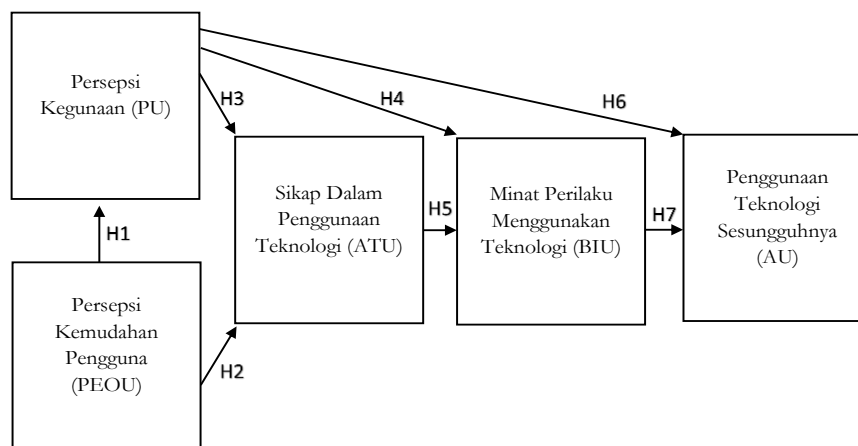 Persepsi
Kegunaan (PU)
H3
H4
H6
Sikap Dalam
Penggunaan
Teknologi (ATU)
H5
Minat Perilaku
Menggunakan
Teknologi (BIU)
H7
Penggunaan
Teknologi
Sesungguhnya
(AU)
H1
Persepsi
Kemudahan
Pengguna
(PEOU)
H2